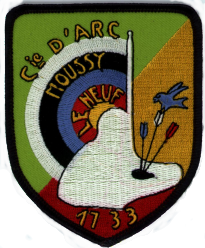 Cie D'ARC
MOUSSY
LE NEUF
1733